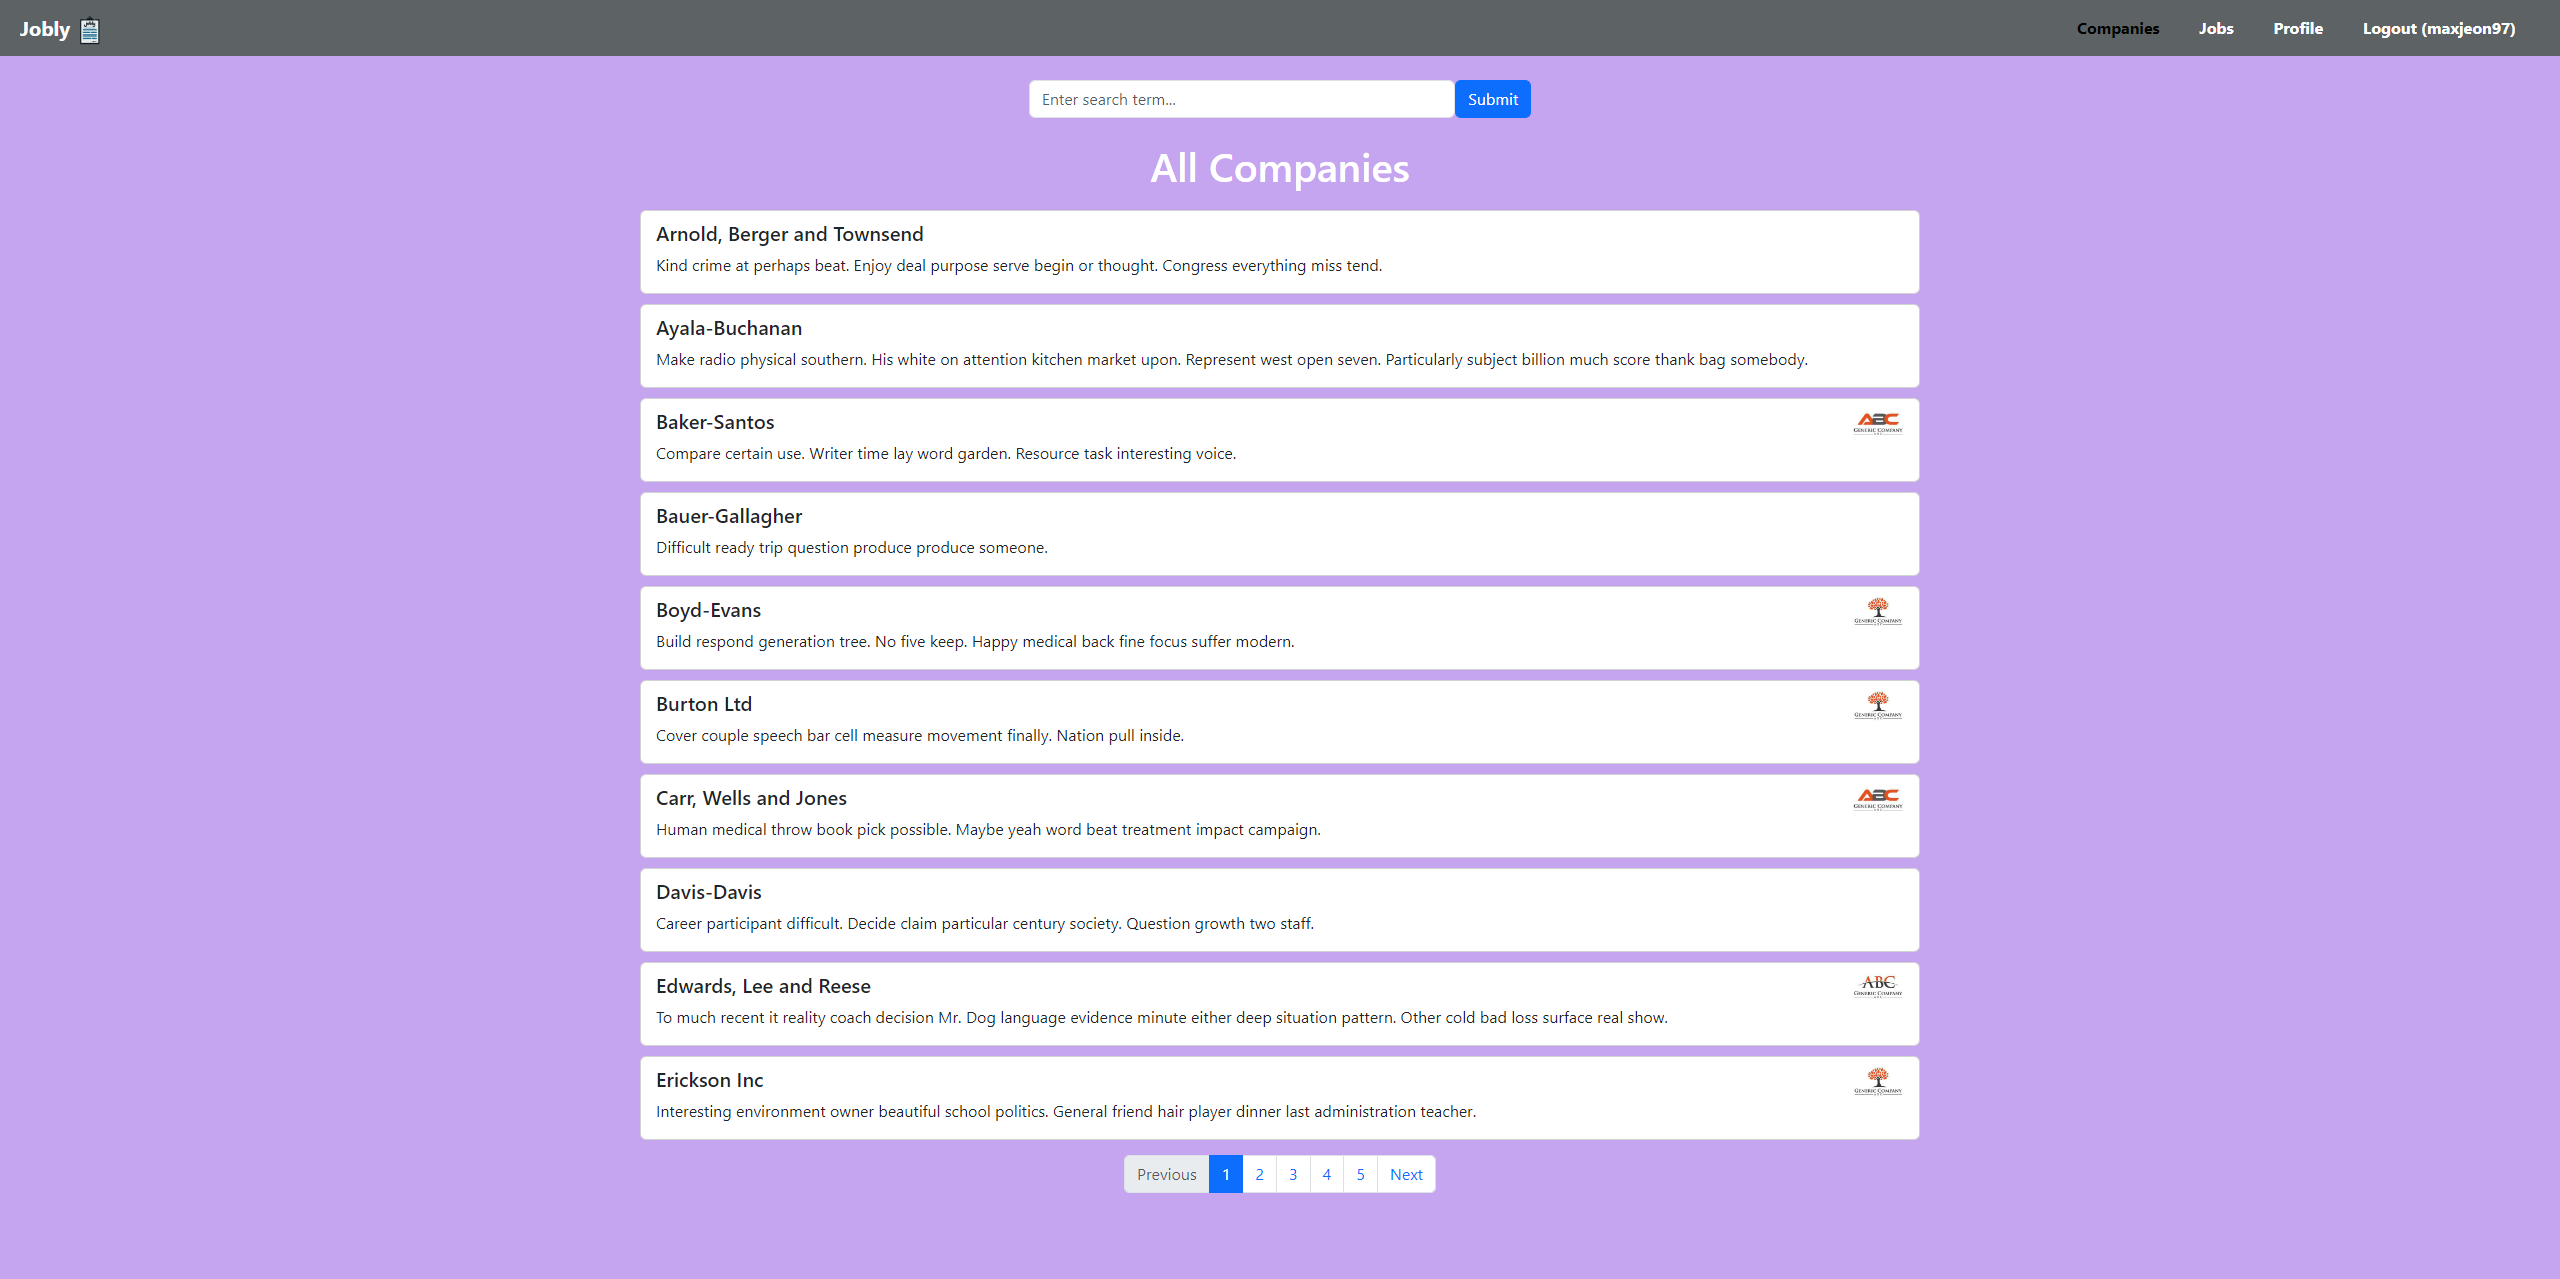 Jobly
Companies Jobs Profile Logout (maxjeon97)
Enter search term... Submit
All Companies
Arnold, Berger and Townsend
Kind crime at perhaps beat. Enjoy deal purpose serve begin or thought. Congress everything miss tend.
Ayala-Buchanan
Make radio physical southern. His white on attention kitchen market upon. Represent west open seven. Particularly subject billion much score thank bag somebody.
Baker-Santos
ABC
GENERIC COMPANY
Compare certain use. Writer time lay word garden. Resource task interesting voice.
Bauer-Gallagher
Difficult ready trip question produce produce someone.
Boyd-Evans
GENERIC COMPANY
Build respond generation tree. No five keep. Happy medical back fine focus suffer modern.
Burton Ltd
GENERIC COMPANY
Cover couple speech bar cell measure movement finally. Nation pull inside.
Carr, Wells and Jones
ABC
GENERIC COMPANY
Human medical throw book pick possible. Maybe yeah word beat treatment impact campaign.
Davis-Davis
Career participant difficult. Decide claim particular century society. Question growth two staff.
Edwards, Lee and Reese
ABC
GENERIC COMPANY
To much recent it reality coach decision Mr. Dog language evidence minute either deep situation pattern. Other cold bad loss surface real show.
Erickson Inc
GENERIC COMPANY
Interesting environment owner beautiful school politics. General friend hair player dinner last administration teacher.
Previous 1 2 3 4 5 Next